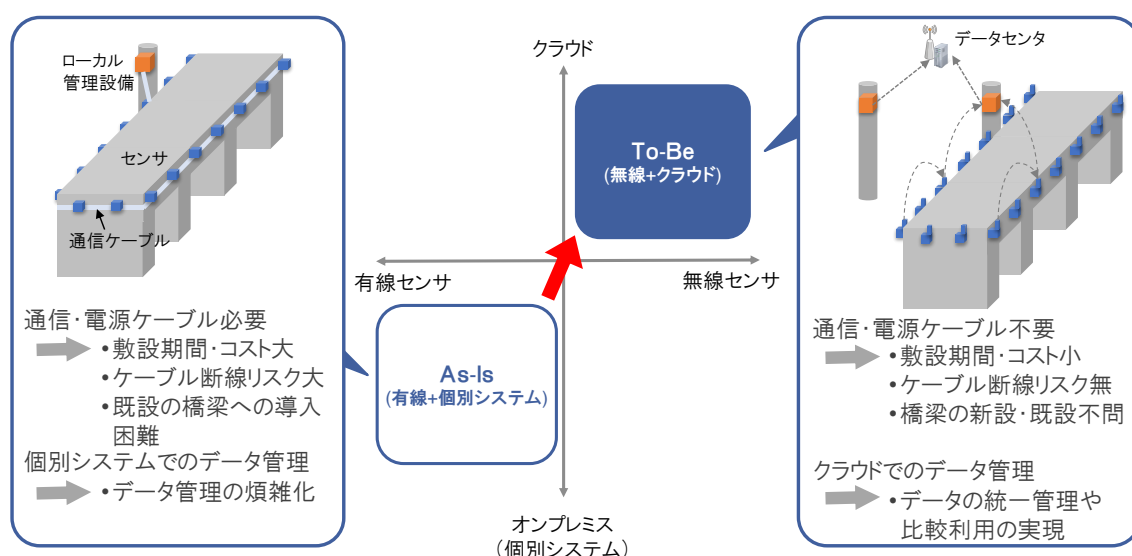 ローカル
管理設備
センサ
通信ケーブル
通信・電源ケーブル必要
•敷設期間・コスト大
•ケーブル断線リスク大
•既設の橋梁への導入
困難
個別システムでのデータ管理
•データ管理の煩雑化
クラウド
To-Be
(無線+クラウド)
有線センサ
無線センサ
As-Is
(有線+個別システム)
オンプレミス
（個別システム）
データセンタ
通信・電源ケーブル不要
•敷設期間・コスト小
•ケーブル断線リスク無
•橋梁の新設・既設不問
クラウドでのデータ管理
•データの統一管理や
比較利用の実現